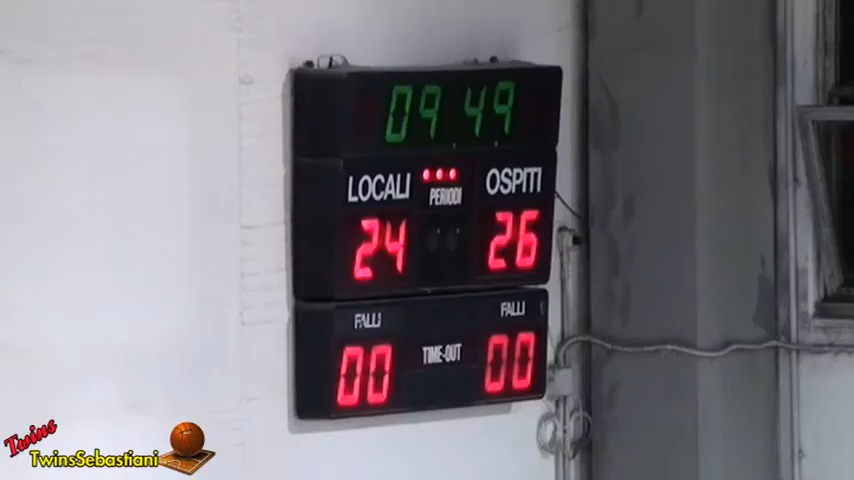 09 49
LOCALI OSPITI
PERIODI
24 26
FALLI FALLI
TIME-OUT
00 00
Twins
TwinsSebastiani